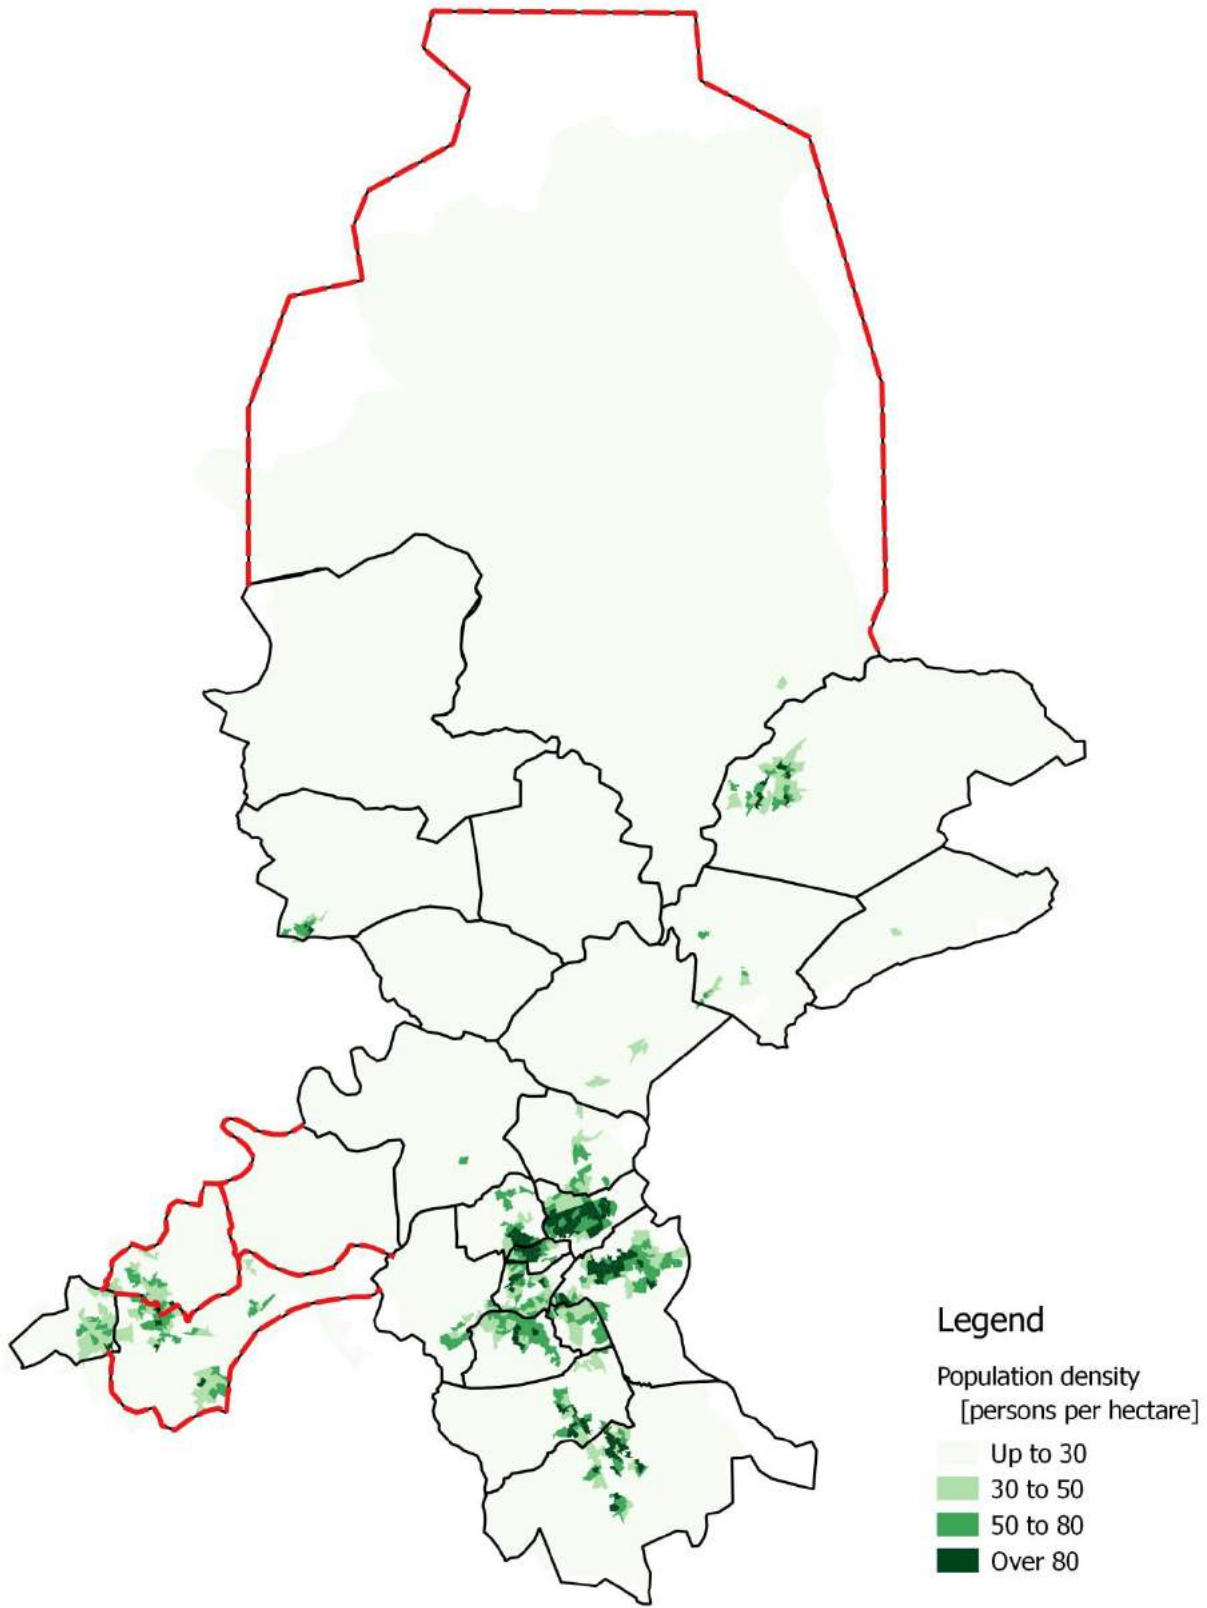 Legend
Population density
[persons per hectare]
Up to 30
30 to 50
50 to 80
Over 80